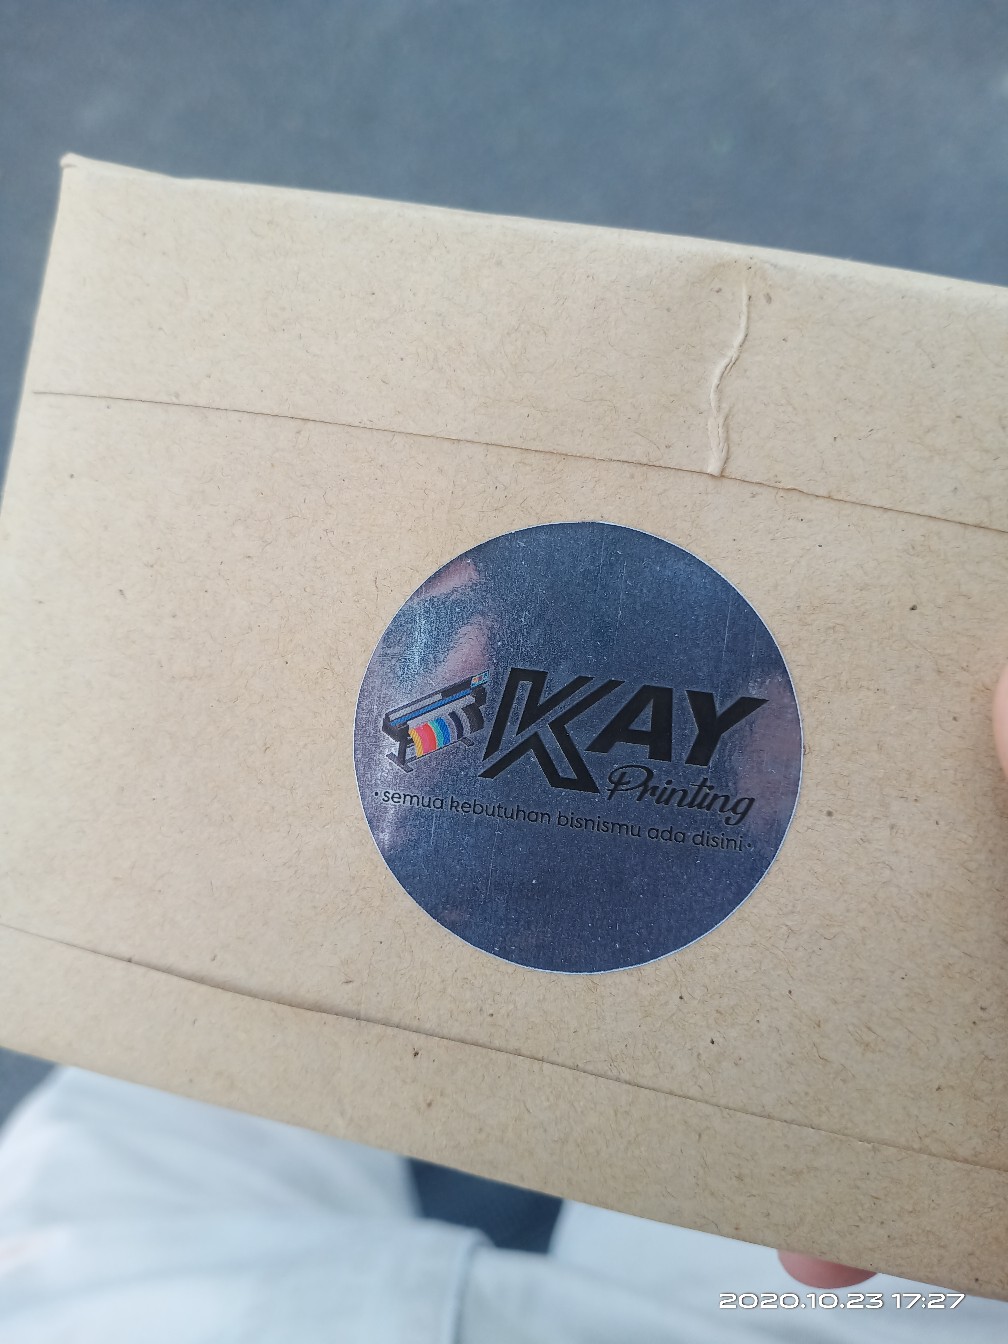 KAY
Printing
• semua kebutuhan bisnismu ada disini •
2020.10.23 17:27